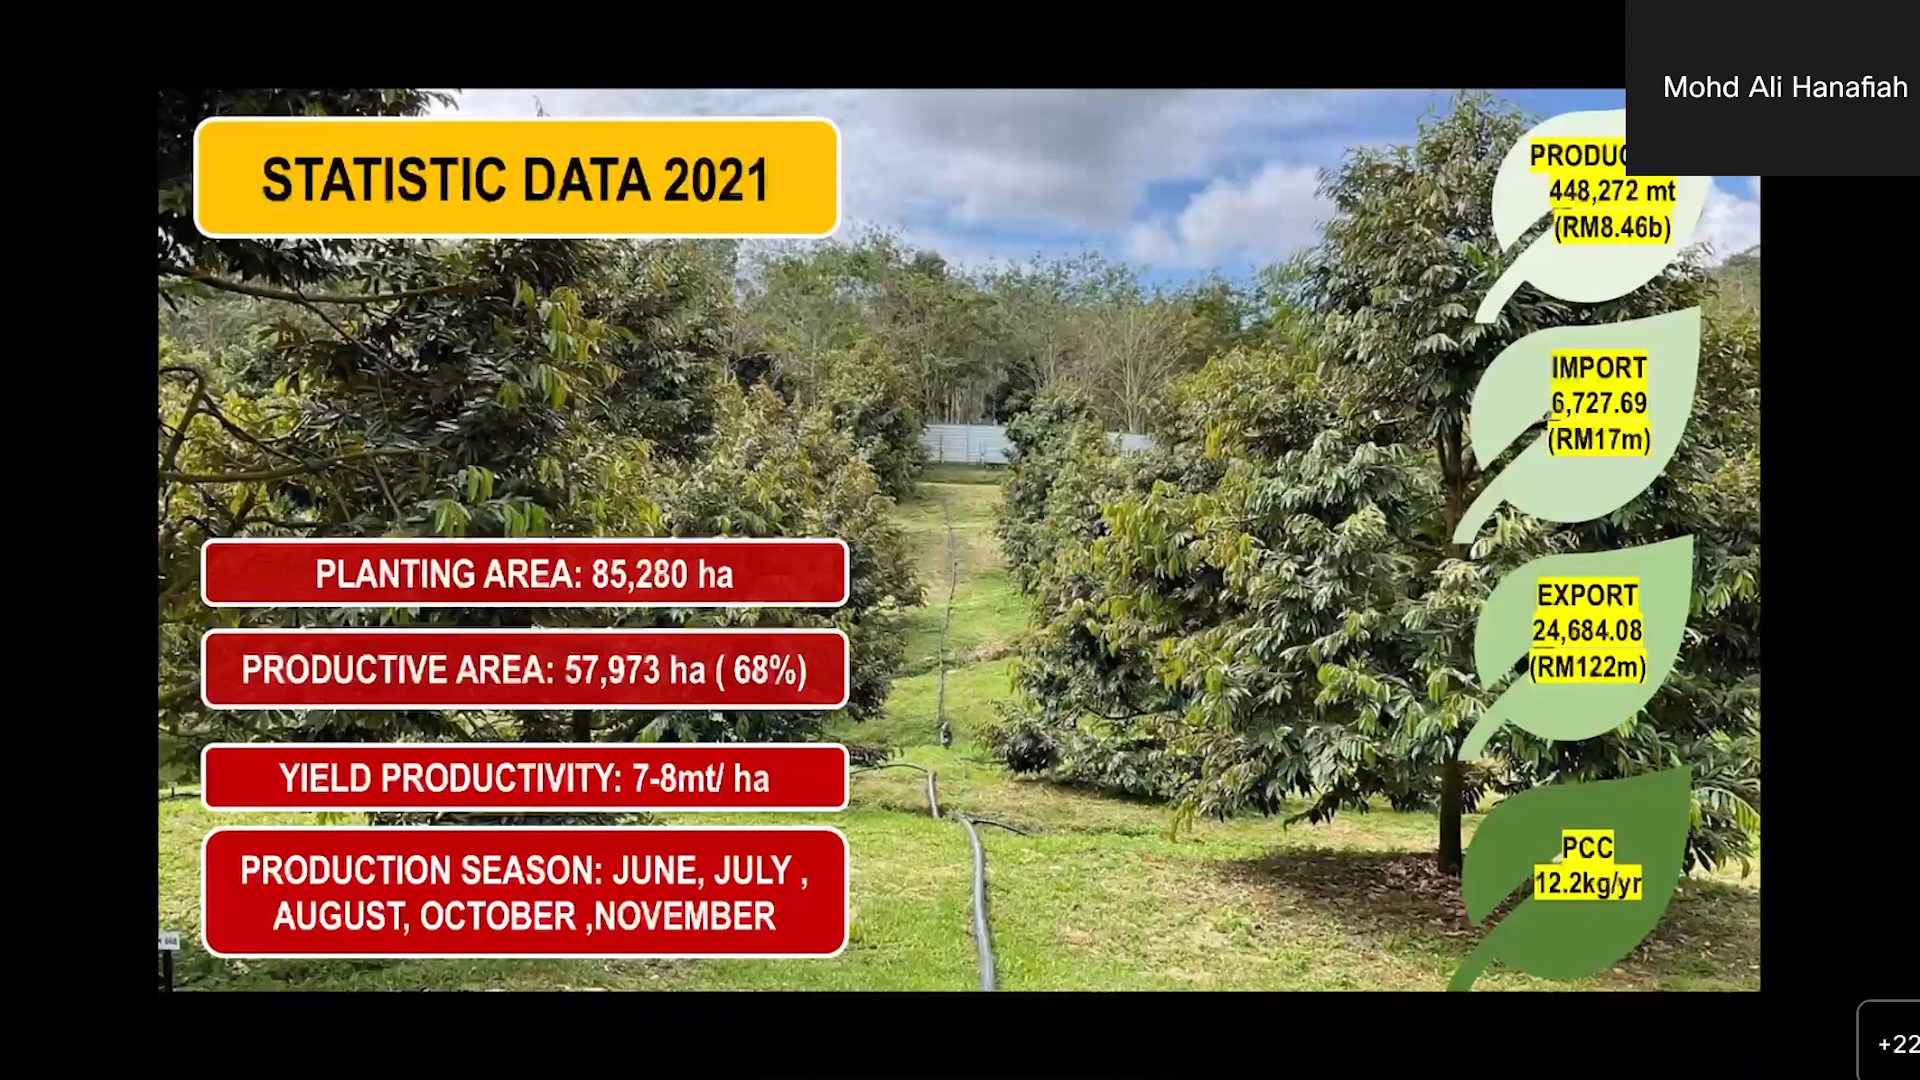 Mohd Ali Hanafiah
STATISTIC DATA 2021
448,272 mt
(RM8.46b)
IMPORT
6,727.69
(RM17m)
PLANTING AREA: 85,280 ha
EXPORT
24,684.08
(RM122m)
PRODUCTIVE AREA: 57,973 ha ( 68%)
YIELD PRODUCTIVITY: 7-8mt/ ha
PRODUCTION SEASON: JUNE, JULY ,
AUGUST, OCTOBER ,NOVEMBER
PCC
12.2kg/yr
+22